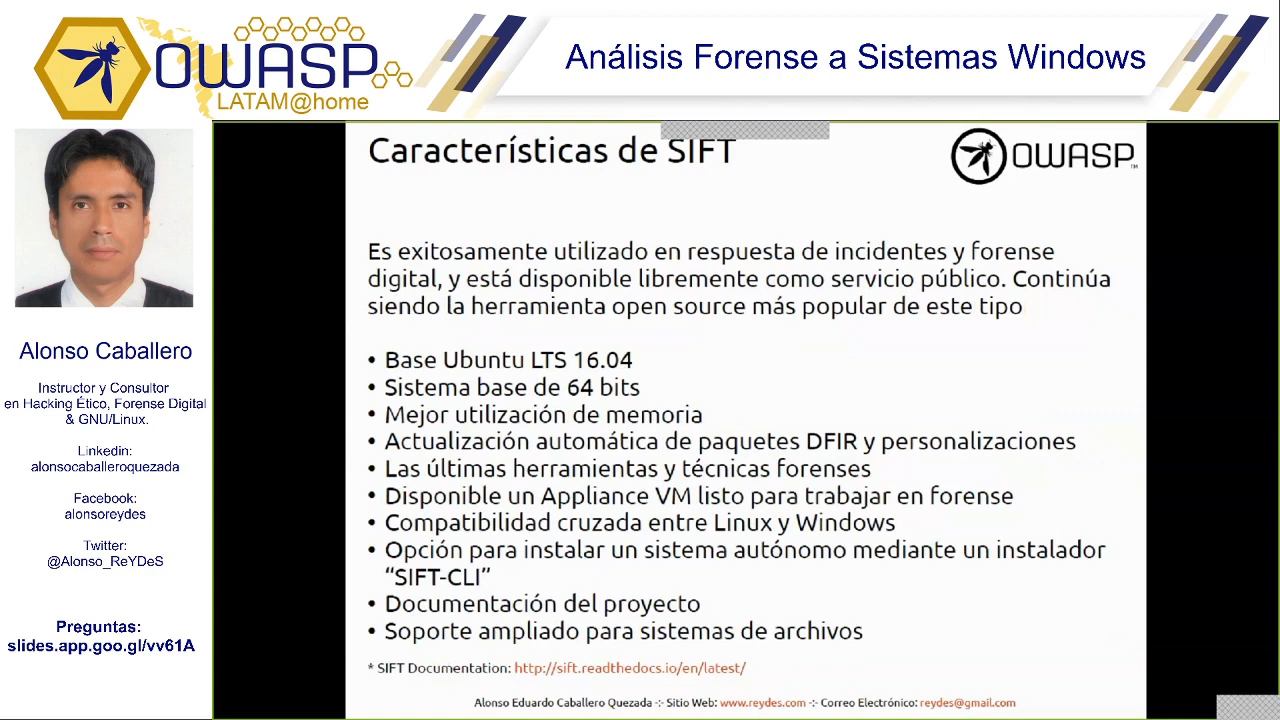 OWASP
LATAM@home
Análisis Forense a Sistemas Windows
Alonso Caballero
Instructor y Consultor
en Hacking Ético, Forense Digital
& GNU/Linux.
Linkedin:
alonsocaballeroquezada
Facebook:
alonsoreydes
Twitter:
@Alonso_ReYDeS
Preguntas:
slides.app.goo.gl/vv61A
Características de SIFT
OWASP
TM
Es exitosamente utilizado en respuesta de incidentes y forense
digital, y está disponible libremente como servicio público. Continúa
siendo la herramienta open source más popular de este tipo
• Base Ubuntu LTS 16.04
• Sistema base de 64 bits
• Mejor utilización de memoria
• Actualización automática de paquetes DFIR y personalizaciones
• Las últimas herramientas y técnicas forenses
• Disponible un Appliance VM listo para trabajar en forense
• Compatibilidad cruzada entre Linux y Windows
• Opción para instalar un sistema autónomo mediante un instalador
“SIFT-CLI”
• Documentación del proyecto
• Soporte ampliado para sistemas de archivos
* SIFT Documentation: http://sift.readthedocs.io/en/latest/
Alonso Eduardo Caballero Quezada -:- Sitio Web: www.reydes.com -:- Correo Electrónico: reydes@gmail.com